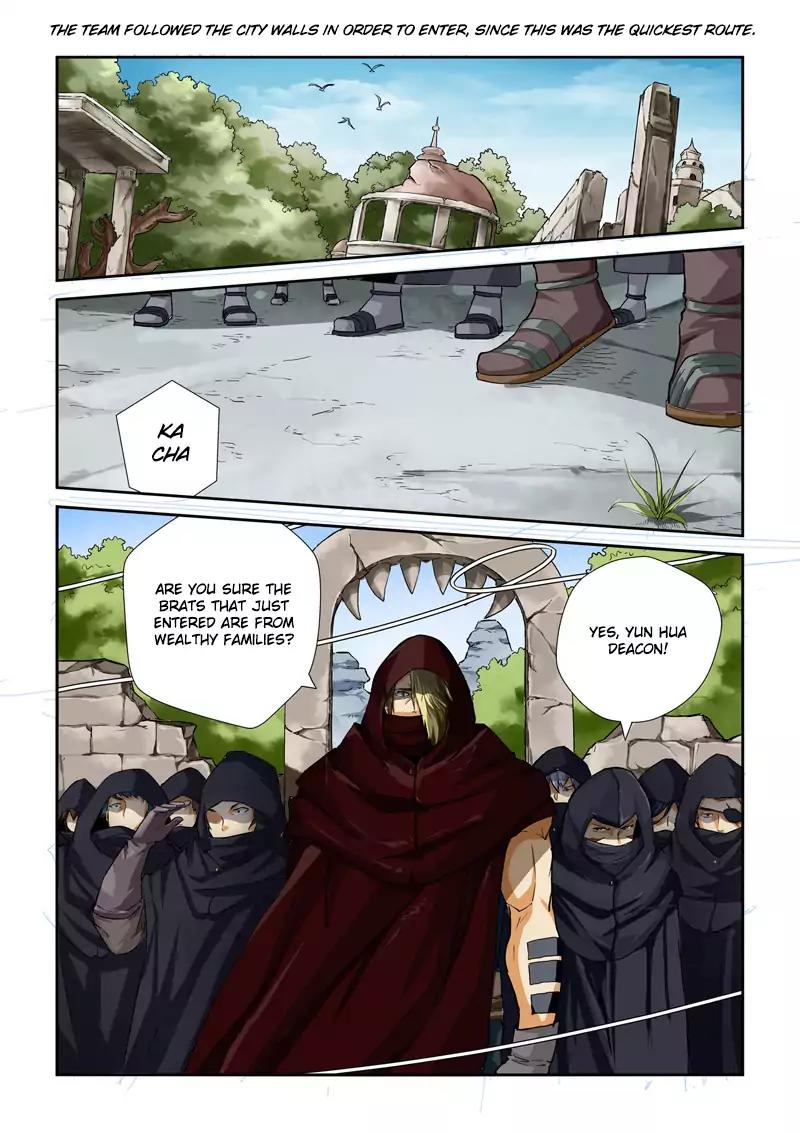 THE TEAM FOLLOWED THE CITY WALLS IN ORDER TO ENTER, SINCE THIS WAS THE QUICKEST ROUTE.
KA
CHA
ARE YOU SURE THE
BRATS THAT JUST
ENTERED ARE FROM
WEALTHY FAMILIES?
YES, YUN HUA
DEACON!